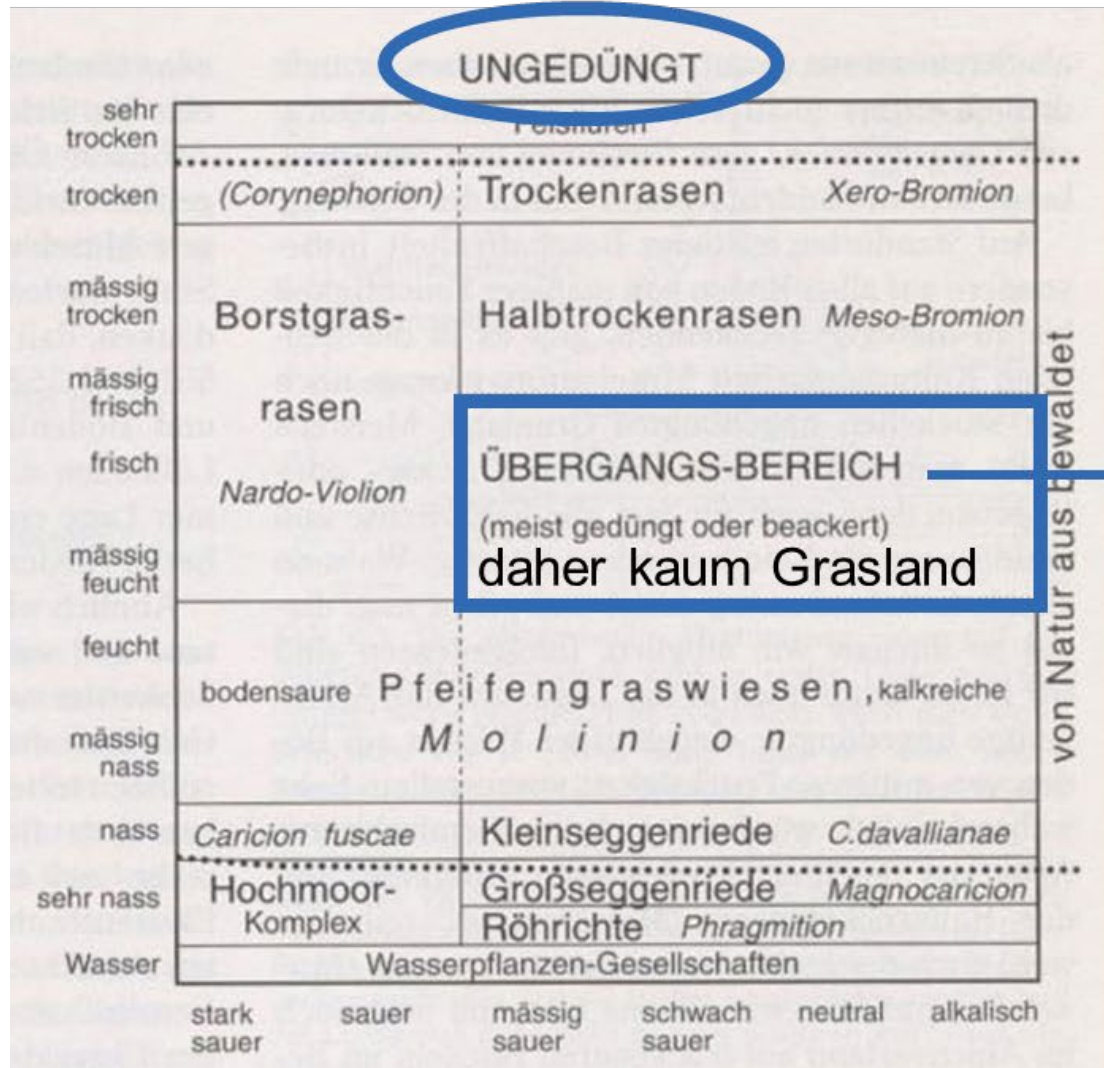 UNGEDÜNGT
sehr trocken
Felsfluren
trocken (Corynephorion) Trockenrasen Xero-Bromion
mässig trocken Borstgras- Halbtrockenrasen Meso-Bromion
mässig frisch rasen
frisch ÜBERGANGS-BEREICH
Nardo-Violion
(meist gedüngt oder beackert)
mässig feucht daher kaum Grasland
feucht
bodensaure Pfeifengraswiesen, kalkreiche
mässig nass Molinion
nass Caricion fuscae Kleinseggenriede C.davallianae
sehr nass Hochmoor- Großseggenriede Magnocaricion
Komplex Röhrichte Phragmition
Wasser Wasserpflanzen-Gesellschaften
stark sauer sauer mässig sauer schwach sauer neutral alkalisch
von Natur aus bewaldet